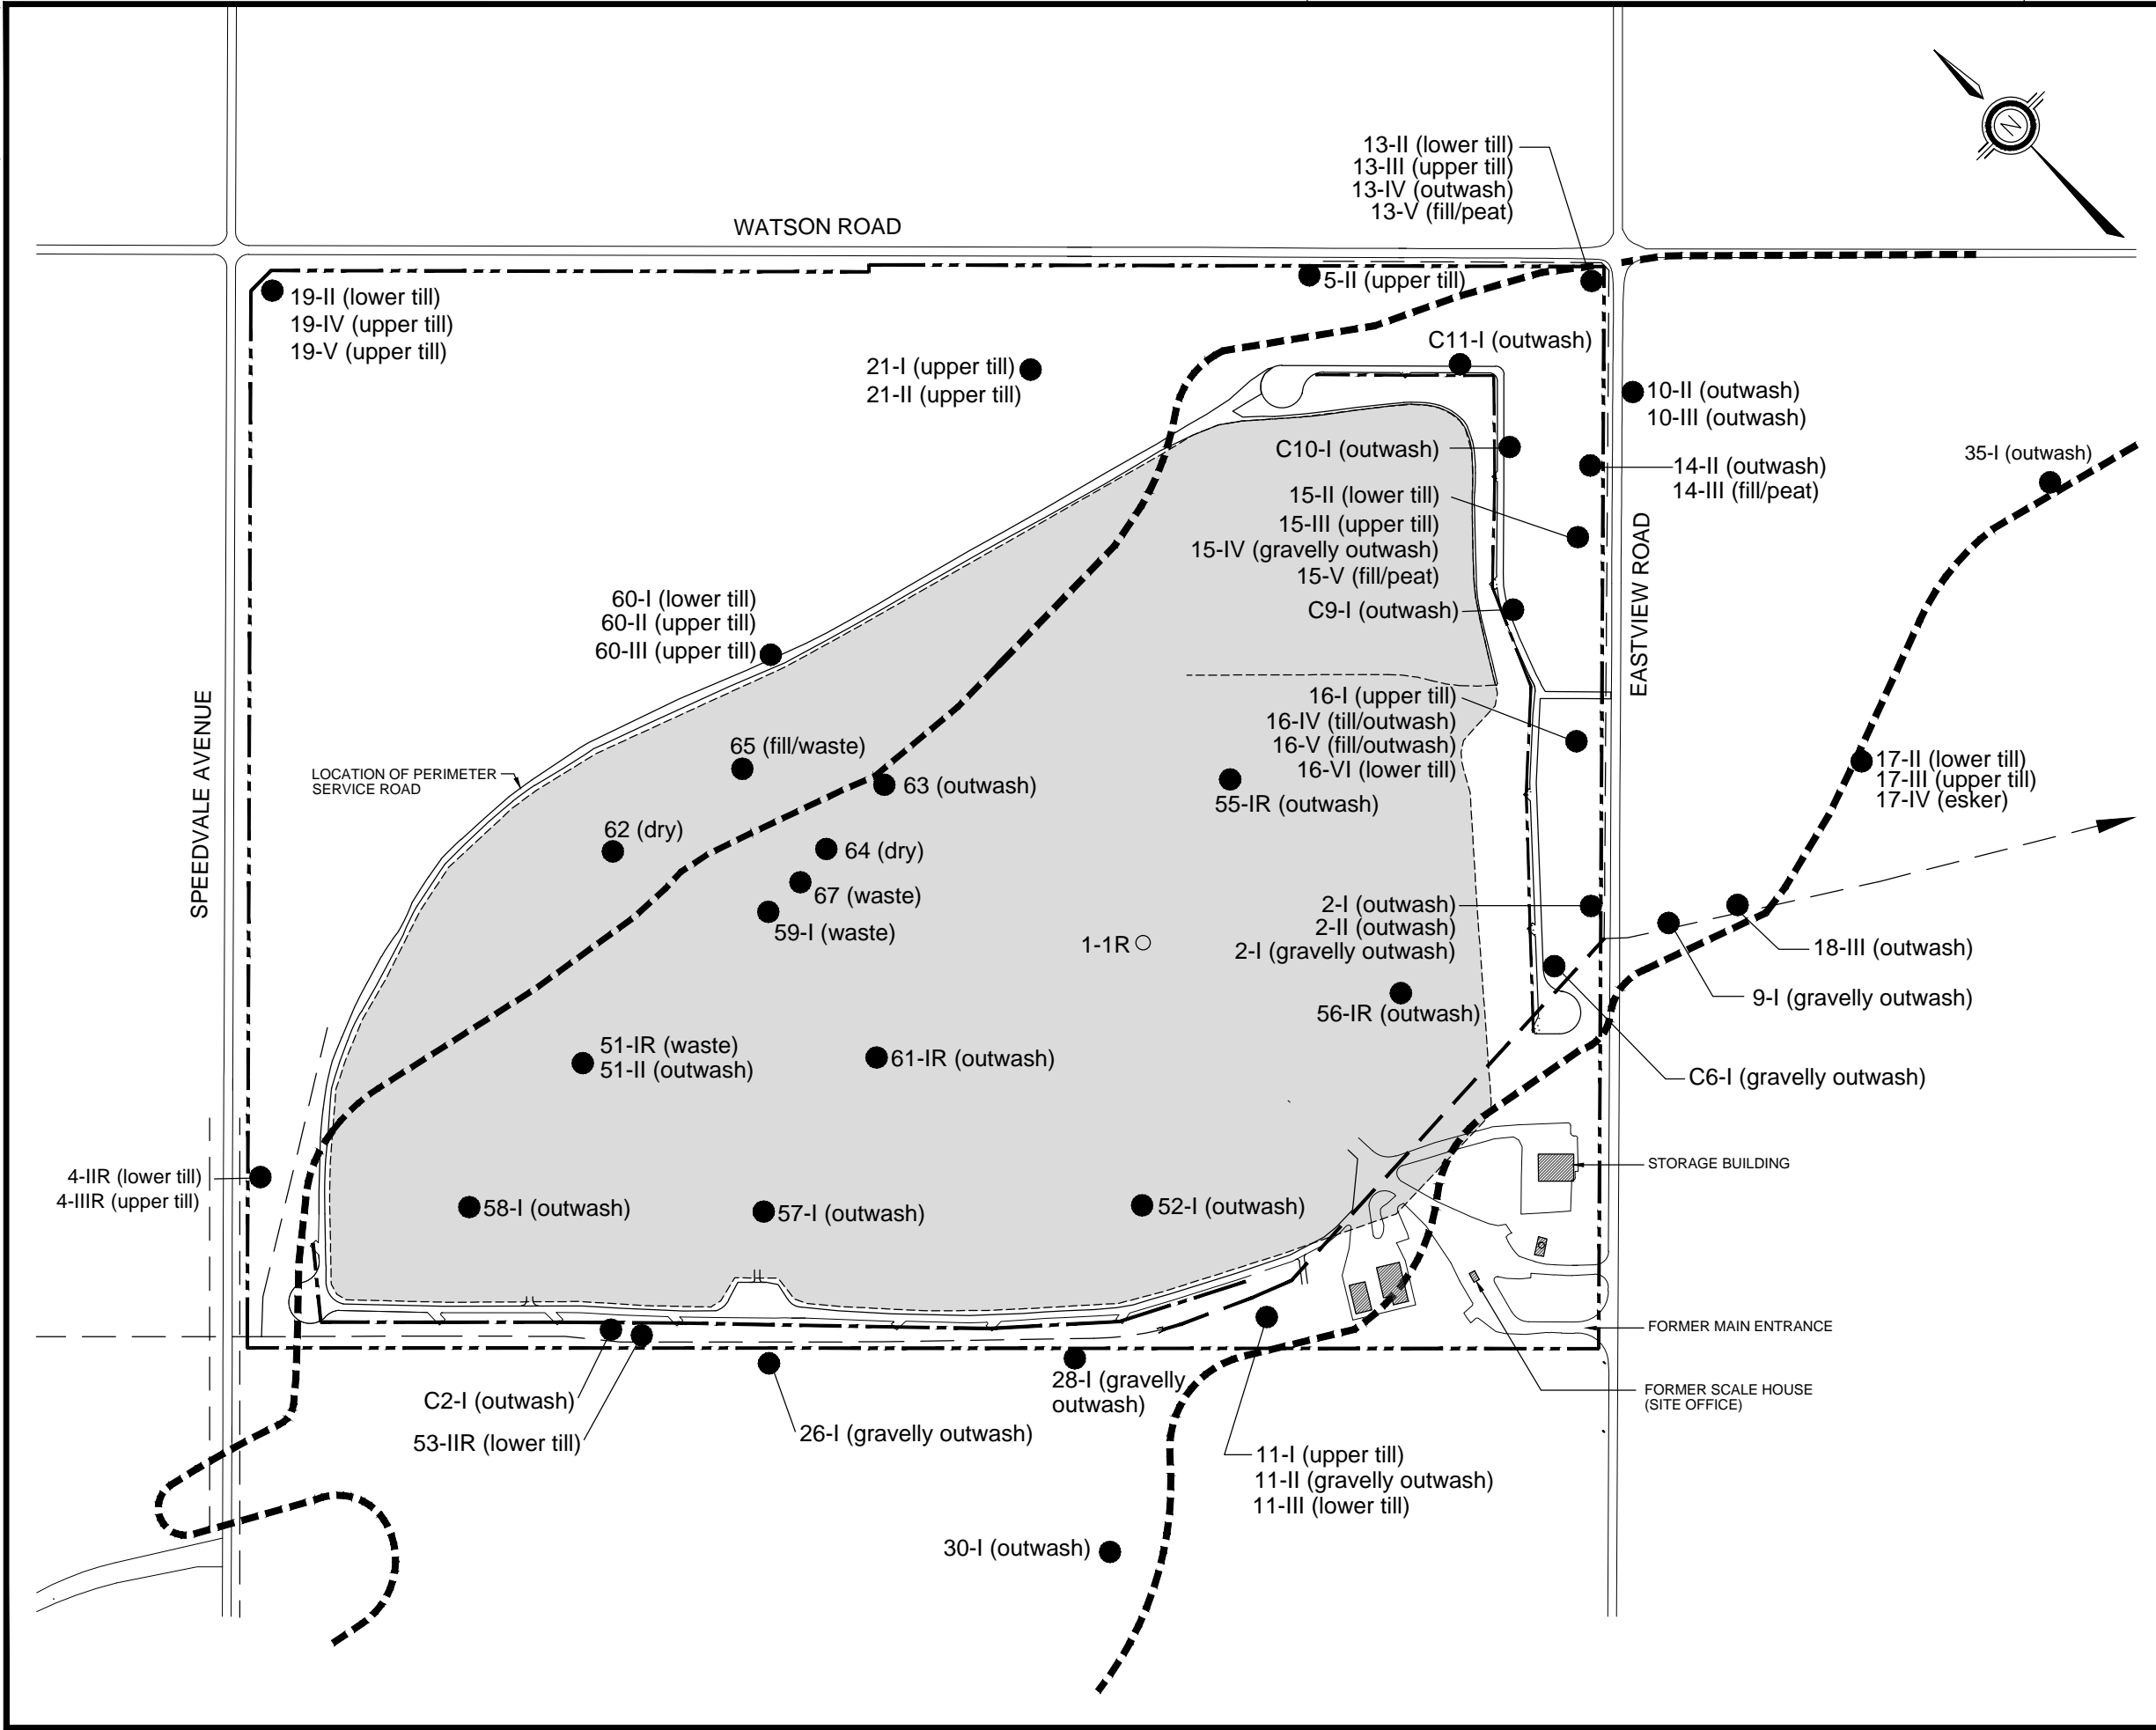 13-II (lower till)
13-III (upper till)
13-IV (outwash)
13-V (fill/peat)
N
WATSON ROAD
19-II (lower till)
19-IV (upper till)
19-V (upper till)
5-II (upper till)
C11-I (outwash)
21-I (upper till)
21-II (upper till)
10-II (outwash)
10-III (outwash)
C10-I (outwash)
14-II (outwash)
14-III (fill/peat)
35-I (outwash)
15-II (lower till)
15-III (upper till)
15-IV (gravelly outwash)
15-V (fill/peat)
EASTVIEW ROAD
60-I (lower till)
60-II (upper till)
60-III (upper till)
C9-I (outwash)
SPEEDVALE AVENUE
16-I (upper till)
16-IV (till/outwash)
16-V (fill/outwash)
16-VI (lower till)
65 (fill/waste)
LOCATION OF PERIMETER
SERVICE ROAD
63 (outwash)
55-IR (outwash)
17-II (lower till)
17-III (upper till)
17-IV (esker)
62 (dry)
64 (dry)
67 (waste)
59-I (waste)
1-1R
2-I (outwash)
2-II (outwash)
2-I (gravelly outwash)
18-III (outwash)
9-I (gravelly outwash)
56-IR (outwash)
51-IR (waste)
51-II (outwash)
61-IR (outwash)
C6-I (gravelly outwash)
4-IIR (lower till)
4-IIIR (upper till)
58-I (outwash)
57-I (outwash)
52-I (outwash)
STORAGE BUILDING
FORMER MAIN ENTRANCE
C2-I (outwash)
53-IIR (lower till)
26-I (gravelly outwash)
28-I (gravelly
outwash)
FORMER SCALE HOUSE
(SITE OFFICE)
11-I (upper till)
11-II (gravelly outwash)
11-III (lower till)
30-I (outwash)